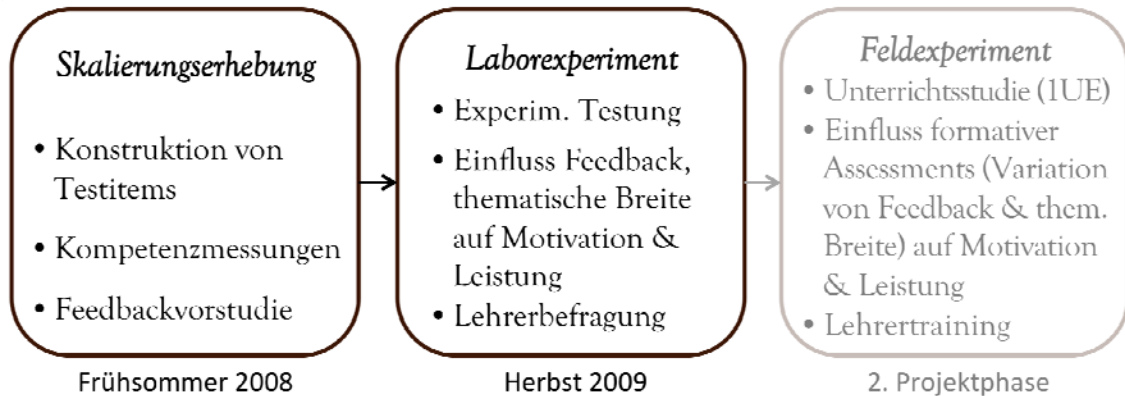 Skalierungserhebung
• Konstruktion von
Testitems
• Kompetenzmessungen
• Feedbackvorstudie
Frühsommer 2008
Laborexperiment
• Experim. Testung
• Einfluss Feedback,
thematische Breite
auf Motivation &
Leistung
• Lehrerbefragung
Herbst 2009
Feldexperiment
• Unterrichtsstudie (1UE)
• Einfluss formativer
Assessments (Variation
von Feedback & them.
Breite) auf Motivation
& Leistung
• Lehrertraining
2. Projektphase